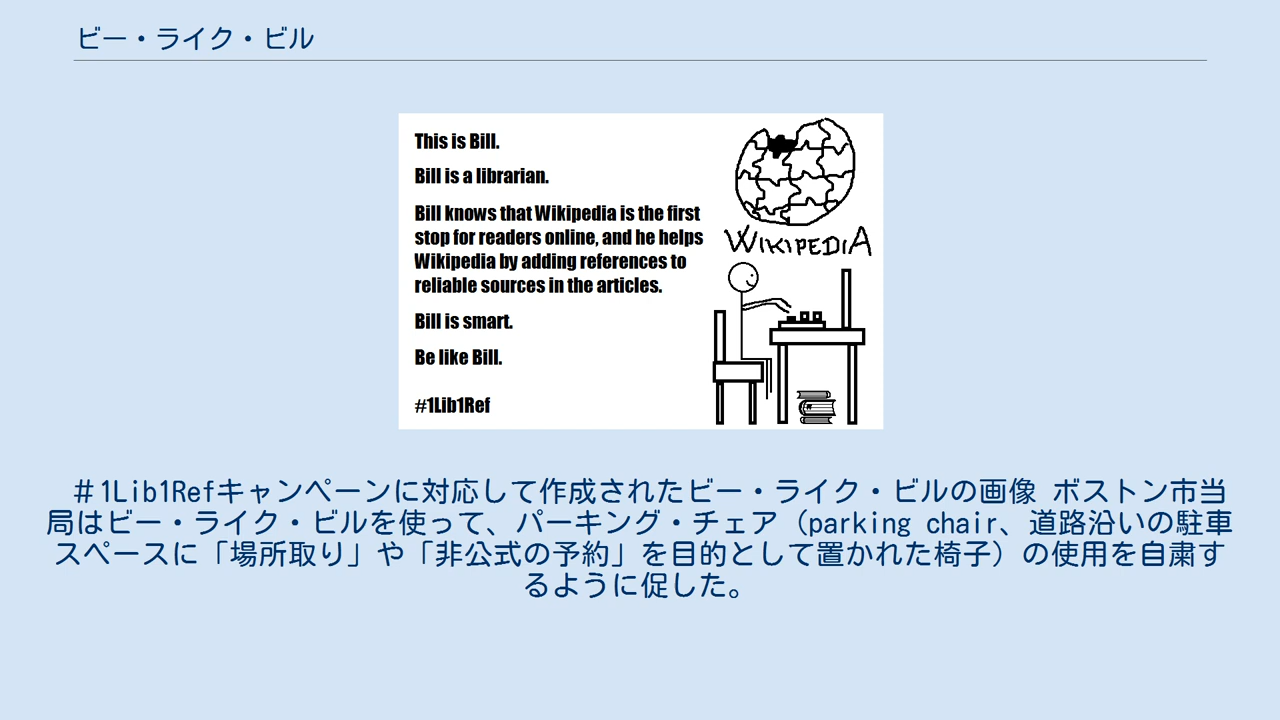 ビー・ライク・ビル
This is Bill.
Bill is a librarian.
Bill knows that Wikipedia is the first
stop for readers online, and he helps
Wikipedia by adding references to
reliable sources in the articles.
Bill is smart.
Be like Bill.
#1Lib1Ref
WIKIPEDIA
＃1Lib1Refキャンペーンに対応して作成されたビー・ライク・ビルの画像 ボストン市当
局はビー・ライク・ビルを使って、パーキング・チェア（parking chair、道路沿いの駐車
スペースに「場所取り」や「非公式の予約」を目的として置かれた椅子）の使用を自粛す
るように促した。